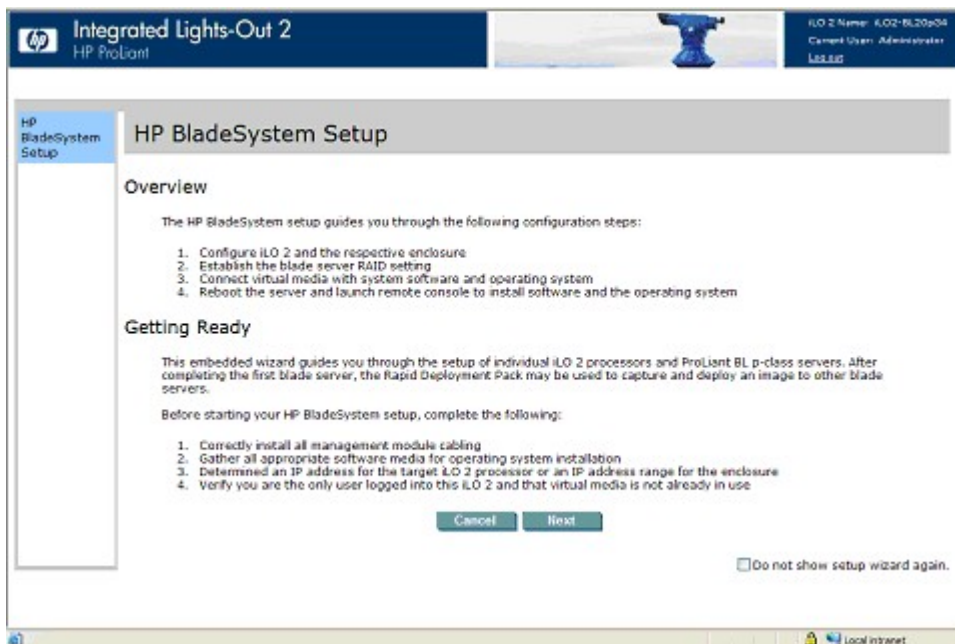 hp
Integrated Lights-Out 2
HP ProLiant
iLO 2 Name: iLO2-BL20p34
Current User: Administrator
Log out
HP
BladeSystem
Setup
HP BladeSystem Setup
Overview
The HP BladeSystem setup guides you through the following configuration steps:
1. Configure iLO 2 and the respective enclosure
2. Establish the blade server RAID setting
3. Connect virtual media with system software and operating system
4. Reboot the server and launch remote console to install software and the operating system
Getting Ready
This embedded wizard guides you through the setup of individual iLO 2 processors and ProLiant BL p-class servers. After
completing the first blade server, the Rapid Deployment Pack may be used to capture and deploy an image to other blade
servers.
Before starting your HP BladeSystem setup, complete the following:
1. Correctly install all management module cabling
2. Gather all appropriate software media for operating system installation
3. Determined an IP address for the target iLO 2 processor or an IP address range for the enclosure
4. Verify you are the only user logged into this iLO 2 and that virtual media is not already in use
Cancel Next
Do not show setup wizard again.
Local intranet